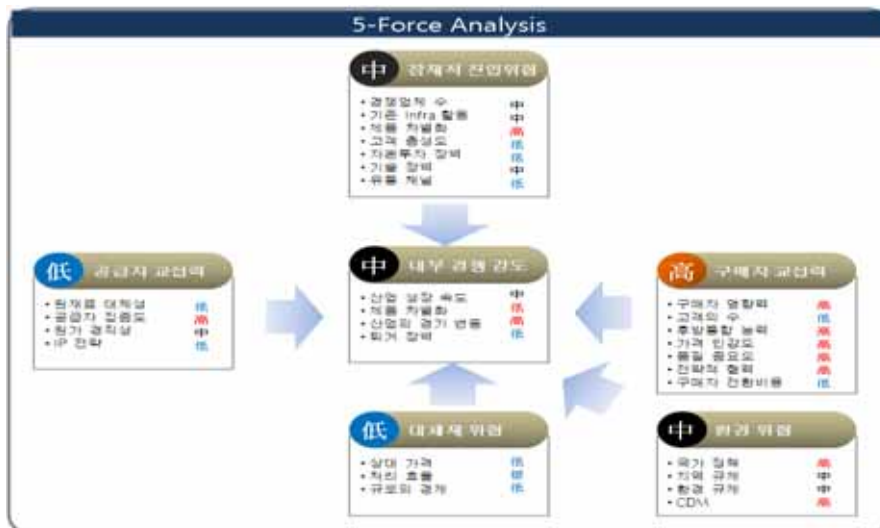 5-Force Analysis
中 잠재자 진입위협
• 경쟁업체 수 中
• 기존 Infra 활용 中
• 제품 차별화 高
• 고객 충성도 低
• 자본투자 장벽 低
• 기술 장벽 中
• 유통 채널 低
低 공급자 교섭력
• 원재료 대체성 低
• 공급자 집중도 高
• 원가 경직성 中
• IP 전략 低
中 내부 경쟁 강도
• 산업 성장 속도 中
• 제품 차별화 低
• 산업의 경기 변동 高
• 퇴거 장벽 低
高 구매자 교섭력
• 구매자 영향력 高
• 고객의 수 低
• 후방통합 능력 高
• 가격 민감도 高
• 품질 중요도 高
• 전략적 협력 高
• 구매자 전환비용 低
低 대체재 위협
• 상대 가격 低
• 처리 효율
• 규모의 경제 低
中 환경 위협
• 국가 정책 高
• 지역 규제 中
• 환경 규제 中
• CDM 高